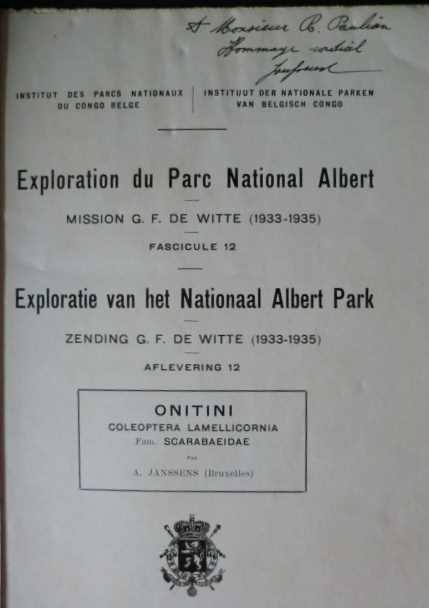 A Monsieur R. Paulian
Hommage cordial
INSTITUT DES PARCS NATIONAUX
DU CONGO BELGE
INSTITUUT DER NATIONALE PARKEN
VAN BELGISCH CONGO
Exploration du Parc National Albert
MISSION G. F. DE WITTE (1933-1935)
FASCICULE 12
Exploratie van het Nationaal Albert Park
ZENDING G. F. DE WITTE (1933-1935)
AFLEVERING 12
ONITINI
COLEOPTERA LAMELLICORNIA
Fam. SCARABAEIDAE
PAR
A. JANSSENS (Bruxelles)